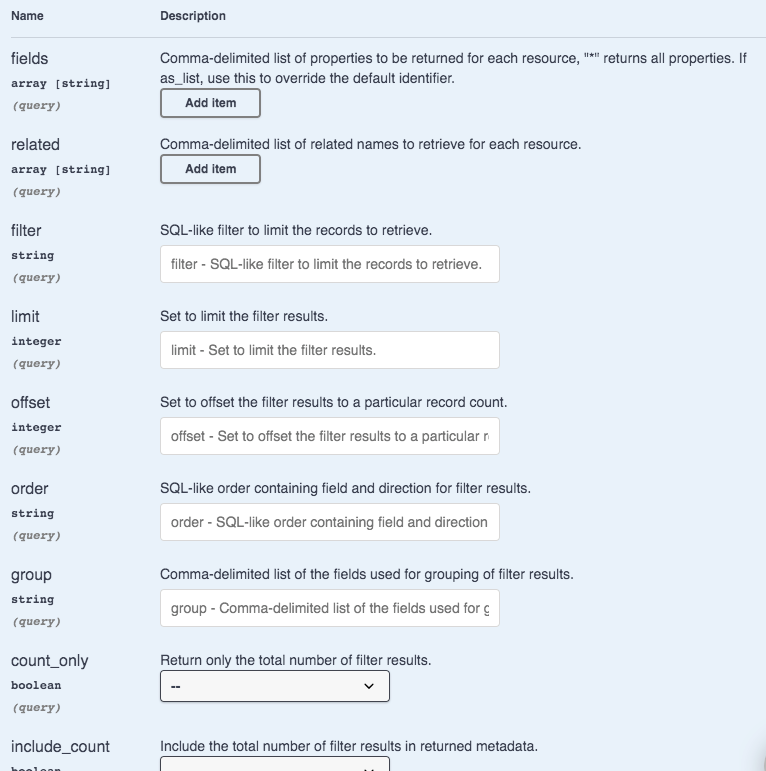 Name Description
fields Comma-delimited list of properties to be returned for each resource, "*" returns all properties. If
array [string] as_list, use this to override the default identifier.
(query) Add item
related Comma-delimited list of related names to retrieve for each resource.
array [string] Add item
(query)
filter SQL-like filter to limit the records to retrieve.
string filter - SQL-like filter to limit the records to retrieve.
(query)
limit Set to limit the filter results.
integer limit - Set to limit the filter results.
(query)
offset Set to offset the filter results to a particular record count.
integer offset - Set to offset the filter results to a particular
(query)
order SQL-like order containing field and direction for filter results.
string order - SQL-like order containing field and direction
(query)
group Comma-delimited list of the fields used for grouping of filter results.
string group - Comma-delimited list of the fields used for
(query)
count_only Return only the total number of filter results.
boolean --
(query)
include_count Include the total number of filter results in returned metadata.
boolean